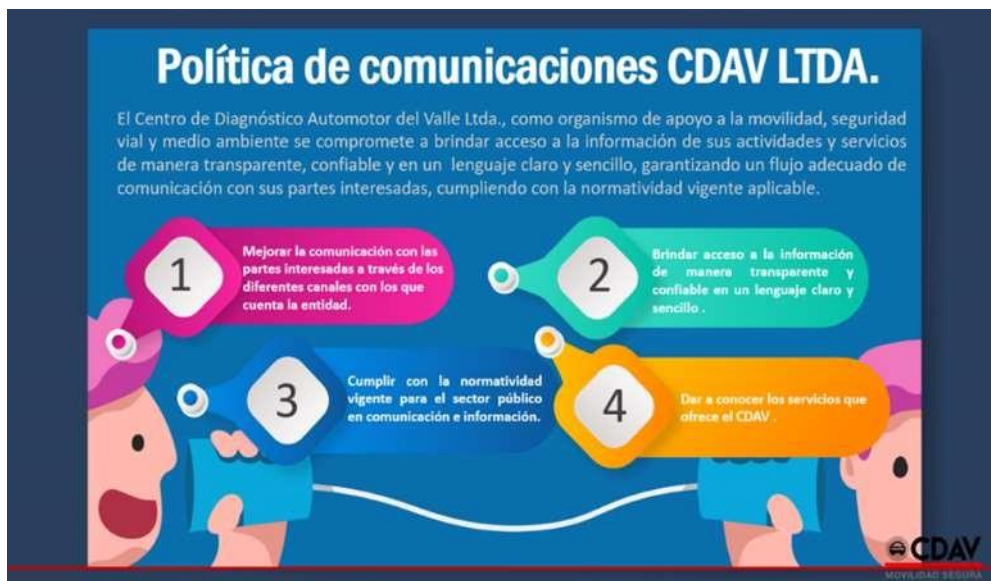 Política de comunicaciones CDAV LTDA.
El Centro de Diagnóstico Automotor del Valle Ltda., como organismo de apoyo a la movilidad, seguridad
vial y medio ambiente se compromete a brindar acceso a la información de sus actividades y servicios
de manera transparente, confiable y en un lenguaje claro y sencillo, garantizando un flujo adecuado de
comunicación con sus partes interesadas, cumpliendo con la normatividad vigente aplicable.
1
Mejorar la comunicación con las
partes interesadas a través de los
diferentes canales con los que
cuenta la entidad.
2
Brindar acceso a la información
de manera transparente y
confiable en un lenguaje claro y
sencillo .
3
Cumplir con la normatividad
vigente para el sector público
en comunicación e información.
4
Dar a conocer los servicios que
ofrece el CDAV .
CDAV
MOVILIDAD SEGURA